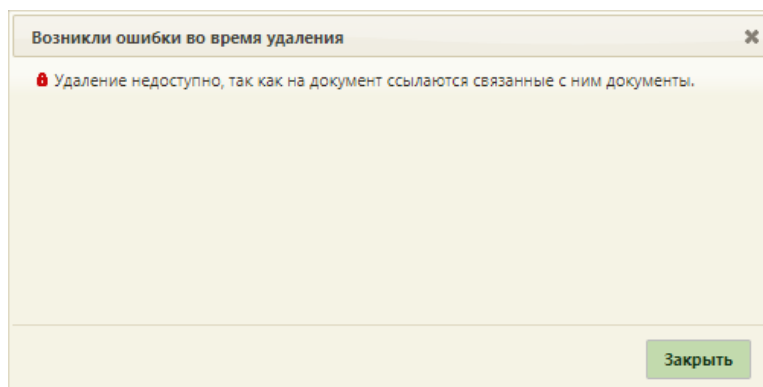 Возникли ошибки во время удаления
Удаление недоступно, так как на документ ссылаются связанные с ним документы.
Закрыть